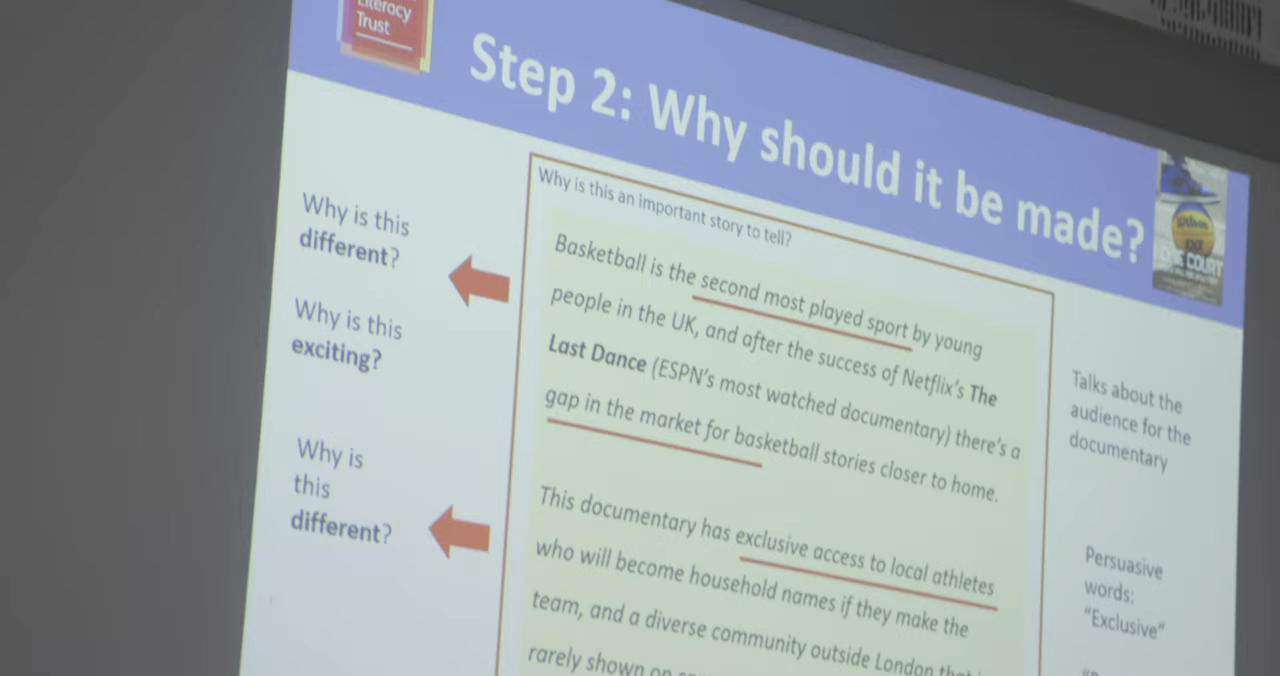 Literacy
Trust
Step 2: Why should it be made?
Why is this
different?
Why is this
exciting?
Why is
this
different?
Why is this an important story to tell?
Basketball is the second most played sport by young
people in the UK, and after the success of Netflix's The
Last Dance (ESPN's most watched documentary) there's a
gap in the market for basketball stories closer to home.
This documentary has exclusive access to local athletes
who will become household names if they make the
team, and a diverse community outside London
rarely shown on
Talks about the
audience for the
documentary
Persuasive
words:
"Exclusive"
COURT